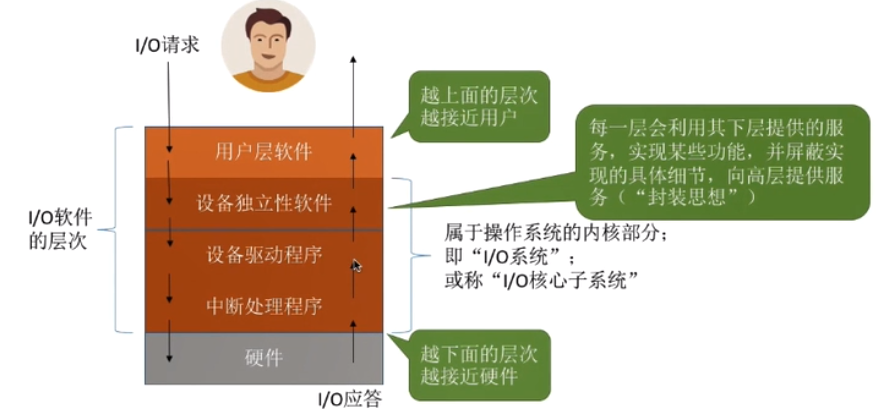 I/O请求
越上面的层次
越接近用户
每一层会利用其下层提供的服
务，实现某些功能，并屏蔽实
现的具体细节，向高层提供服
务（“封装思想”）
用户层软件
设备独立性软件
I/O软件
的层次
设备驱动程序
中断处理程序
属于操作系统的内核部分；
即“I/O系统”；
或称“I/O核心子系统”
硬件
越下面的层次
越接近硬件
I/O应答